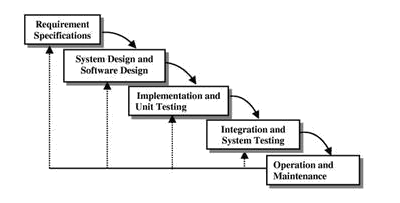 Requirement
Specifications
System Design and
Software Design
Implementation and
Unit Testing
Integration and
System Testing
Operation and
Maintenance